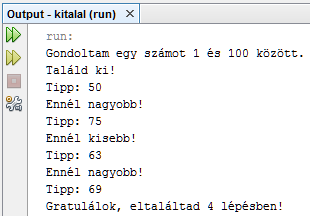 Output - kitalal (run) ×
run:
Gondoltam egy számot 1 és 100 között.
Találd ki!
Tipp: 50
Ennél nagyobb!
Tipp: 75
Ennél kisebb!
Tipp: 63
Ennél nagyobb!
Tipp: 69
Gratulálok, eltaláltad 4 lépésben!